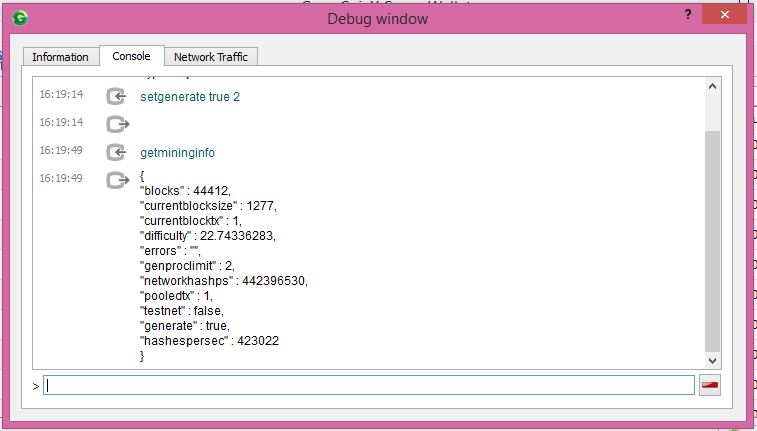 Debug window
?
x
Information
Console
Network Traffic
16:19:14
setgenerate true 2
16:19:14
16:19:49
getmininginfo
16:19:49
{
"blocks" : 44412,
"currentblocksize" : 1277,
"currentblocktx" : 1,
"difficulty" : 22.74336283,
"errors" : "",
"genproclimit" : 2,
"networkhashps" : 442396530,
"pooledtx" : 1,
"testnet" : false,
"generate" : true,
"hashespersec" : 423022
}
>